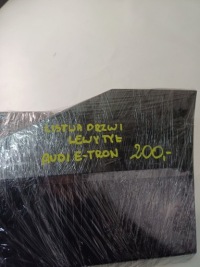 LISTWA DRZWI
LEWY TYŁ
AUDI E-TRON 200,-